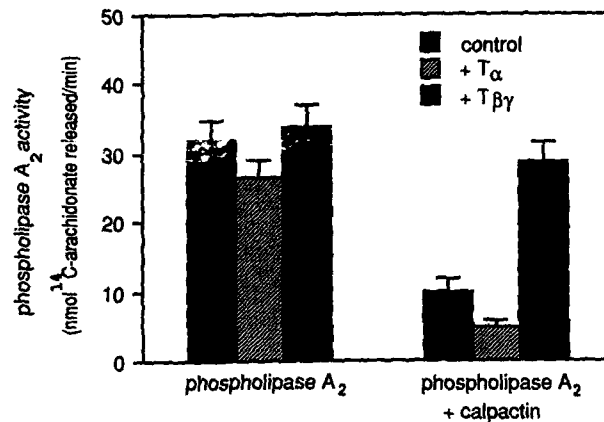 phospholipase A2 activity
(nmol 14C-arachidonate released/min)
50
40
30
20
10
0
control
+ Tα
+ Tβγ
phospholipase A2
phospholipase A2
+ calpactin